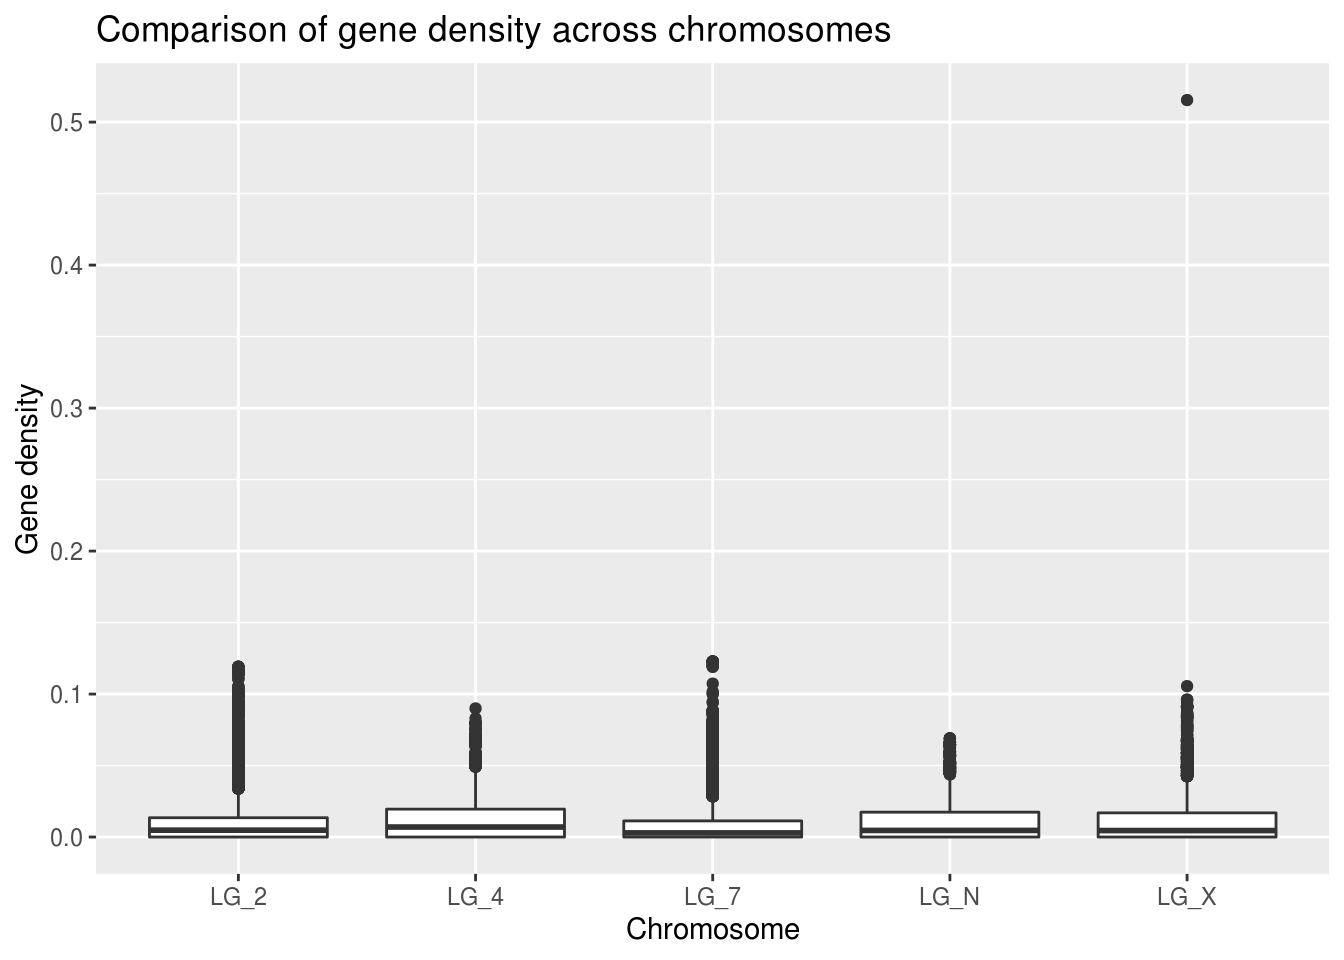 Comparison of gene density across chromosomes
0.5
0.4
0.3
0.2
0.1
0.0
Gene density
LG_2 LG_4 LG_7 LG_N LG_X
Chromosome